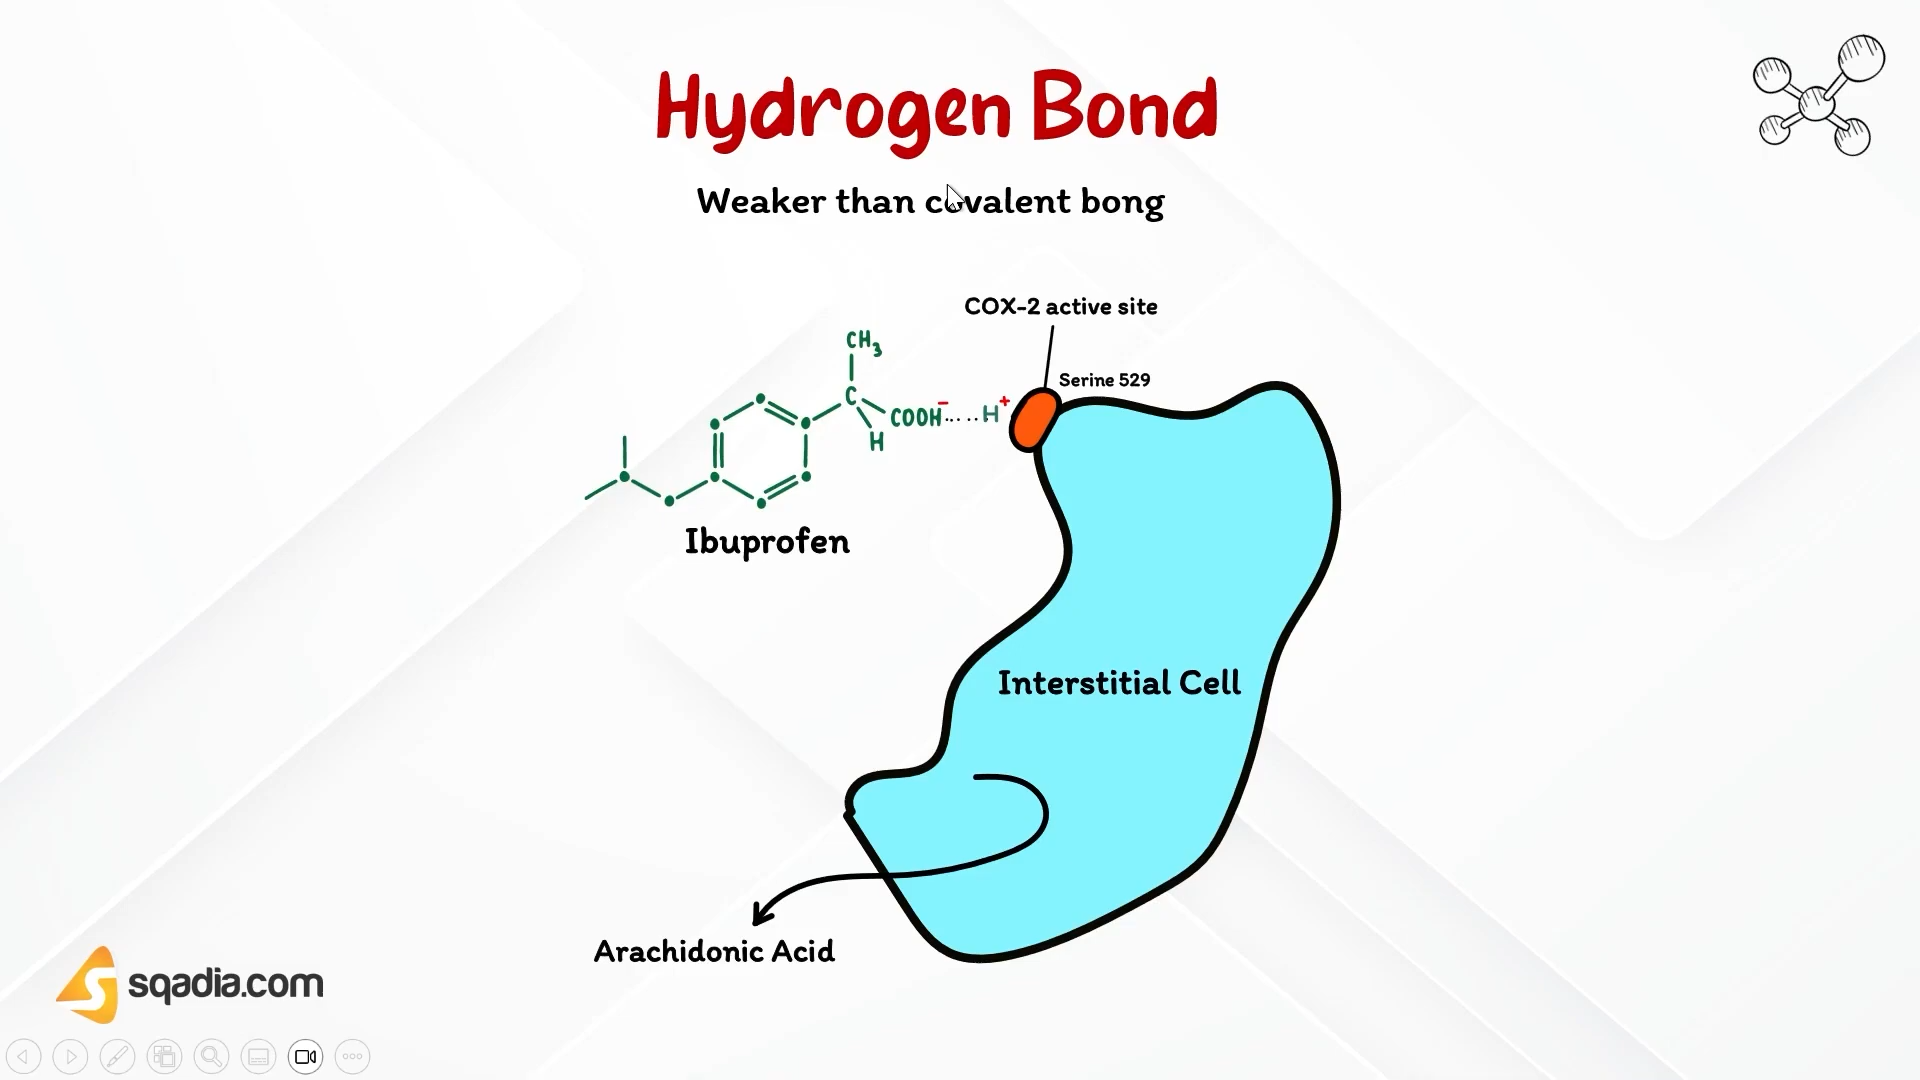 Hydrogen Bond
Weaker than covalent bong
COX-2 active site
CH3
Serine 529
C
COOH⁻.....H⁺
H
Ibuprofen
Interstitial Cell
Arachidonic Acid
sqadia.com